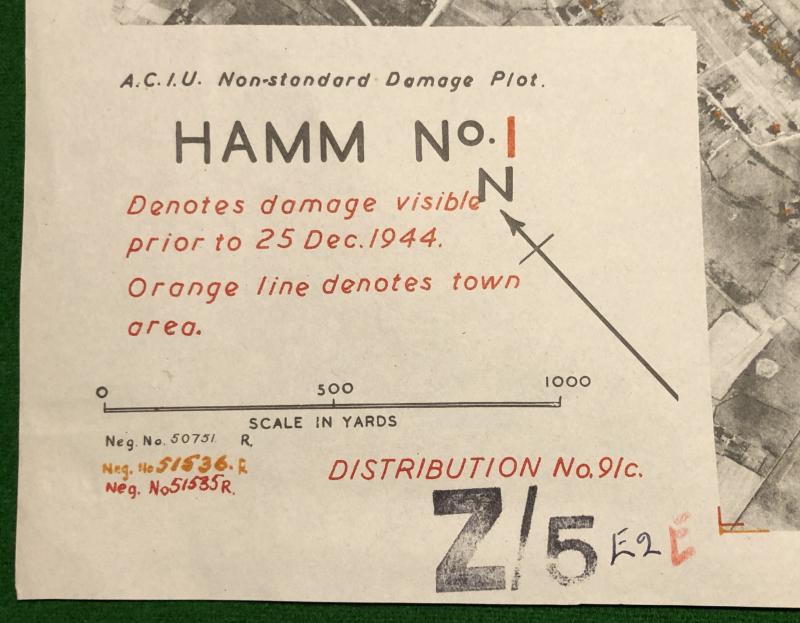 A.C.I.U. Non-standard Damage Plot.
HAMM No. 1
N
Denotes damage visible
prior to 25 Dec. 1944.
Orange line denotes town
area.
0 500 1000
SCALE IN YARDS
Neg. No. 50751 R.
Neg. No 51536. R
Neg. No 51535 R.
DISTRIBUTION No. 9/c.
Z/5 E2 E